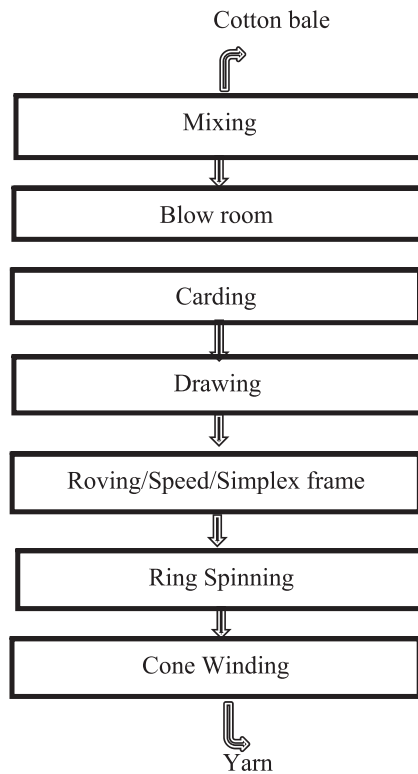 Cotton bale
Mixing
Blow room
Carding
Drawing
Roving/Speed/Simplex frame
Ring Spinning
Cone Winding
Yarn